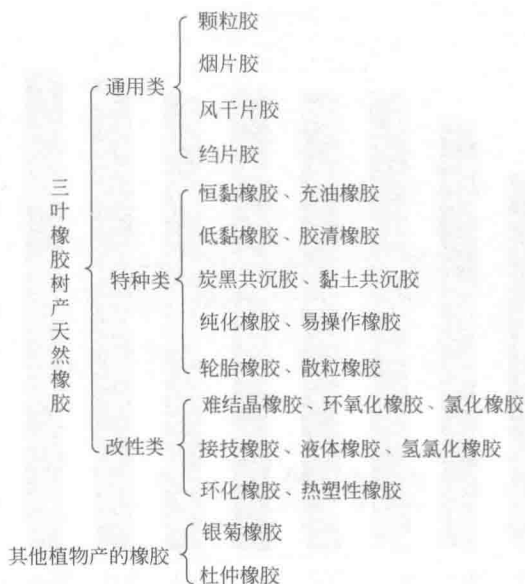 颗粒胶
烟片胶
通用类
风干片胶
绉片胶
三叶橡胶树产天然橡胶
恒黏橡胶、充油橡胶
低黏橡胶、胶清橡胶
特种类
炭黑共沉胶、黏土共沉胶
纯化橡胶、易操作橡胶
轮胎橡胶、散粒橡胶
难结晶橡胶、环氧化橡胶、氯化橡胶
改性类
接技橡胶、液体橡胶、氢氯化橡胶
环化橡胶、热塑性橡胶
其他植物产的橡胶
银菊橡胶
杜仲橡胶